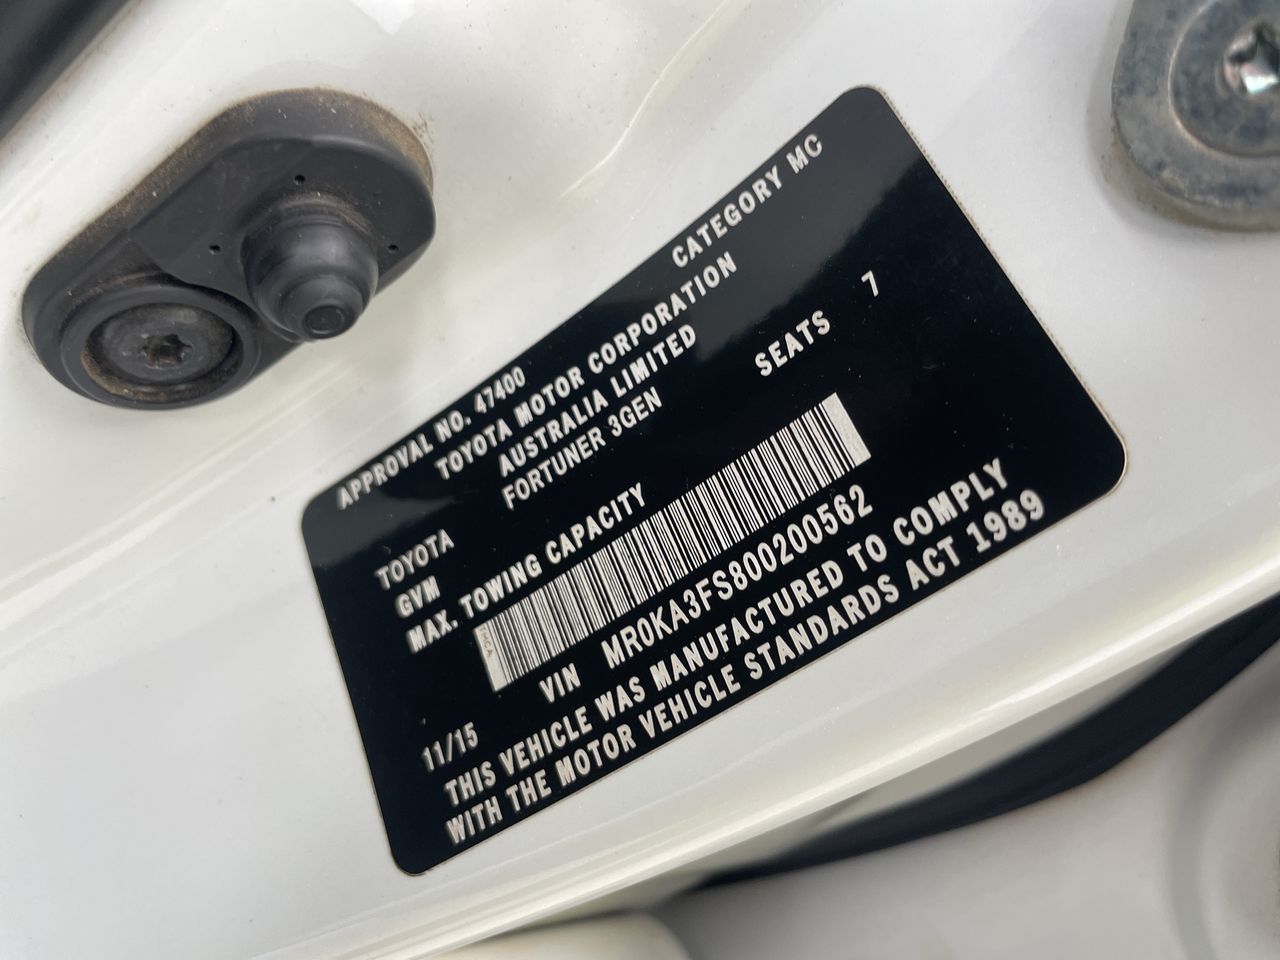 APPROVAL NO. 47400 CATEGORY MC
TOYOTA MOTOR CORPORATION
AUSTRALIA LIMITED
TOYOTA FORTUNER 3GEN
GVM SEATS 7
MAX. TOWING CAPACITY
11/15 VIN MR0KA3FS800200562
THIS VEHICLE WAS MANUFACTURED TO COMPLY
WITH THE MOTOR VEHICLE STANDARDS ACT 1989